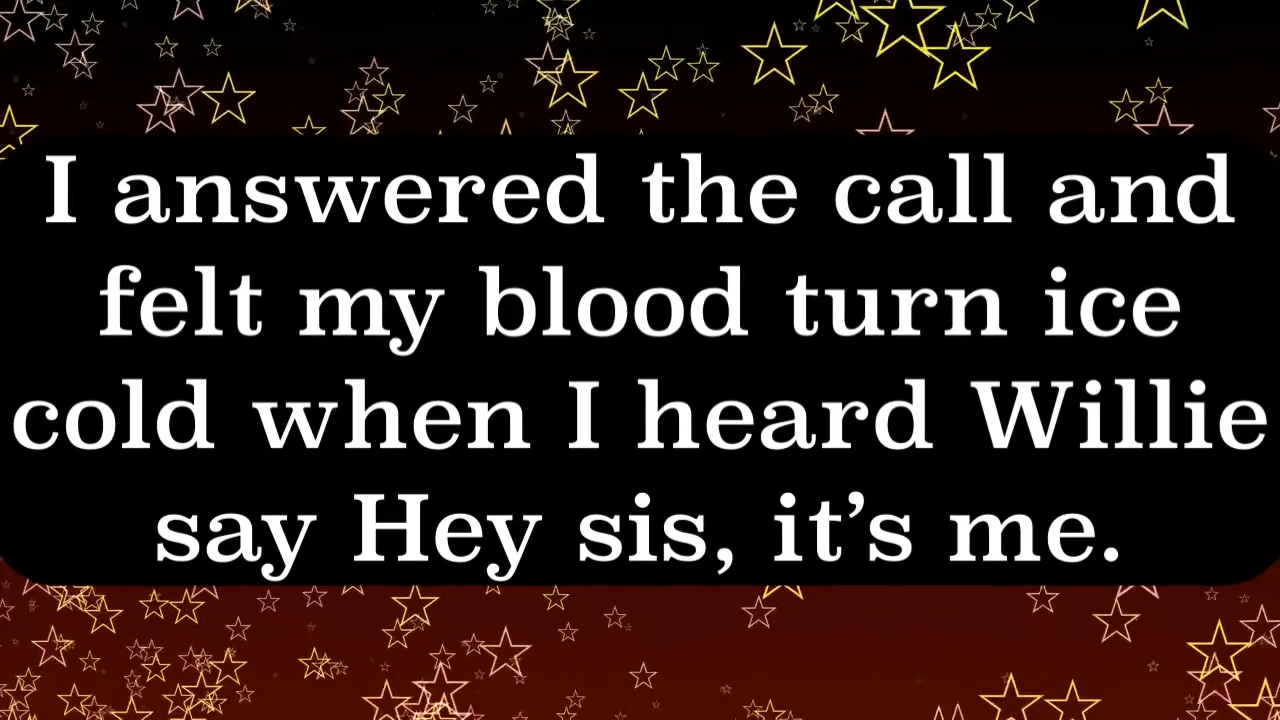 I answered the call and
felt my blood turn ice
cold when I heard Willie
say Hey sis, it’s me.